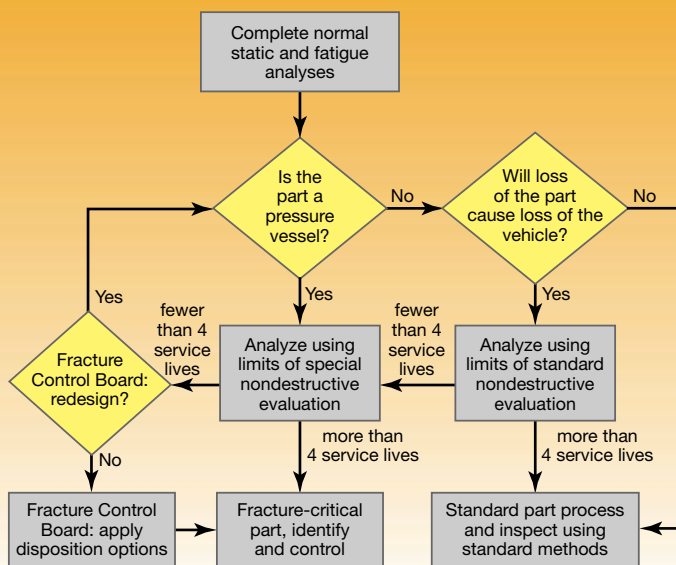 Complete normal
static and fatigue
analyses
Is the
part a
pressure
vessel?
No
Will loss
of the part
cause loss of the
vehicle?
No
Yes
Yes
Yes
fewer
than 4
service
lives
fewer
than 4
service
lives
Fracture
Control Board:
redesign?
Analyze using
limits of special
nondestructive
evaluation
Analyze using
limits of standard
nondestructive
evaluation
No
more than
4 service lives
more than
4 service lives
Fracture Control
Board: apply
disposition options
Fracture-critical
part, identify
and control
Standard part process
and inspect using
standard methods